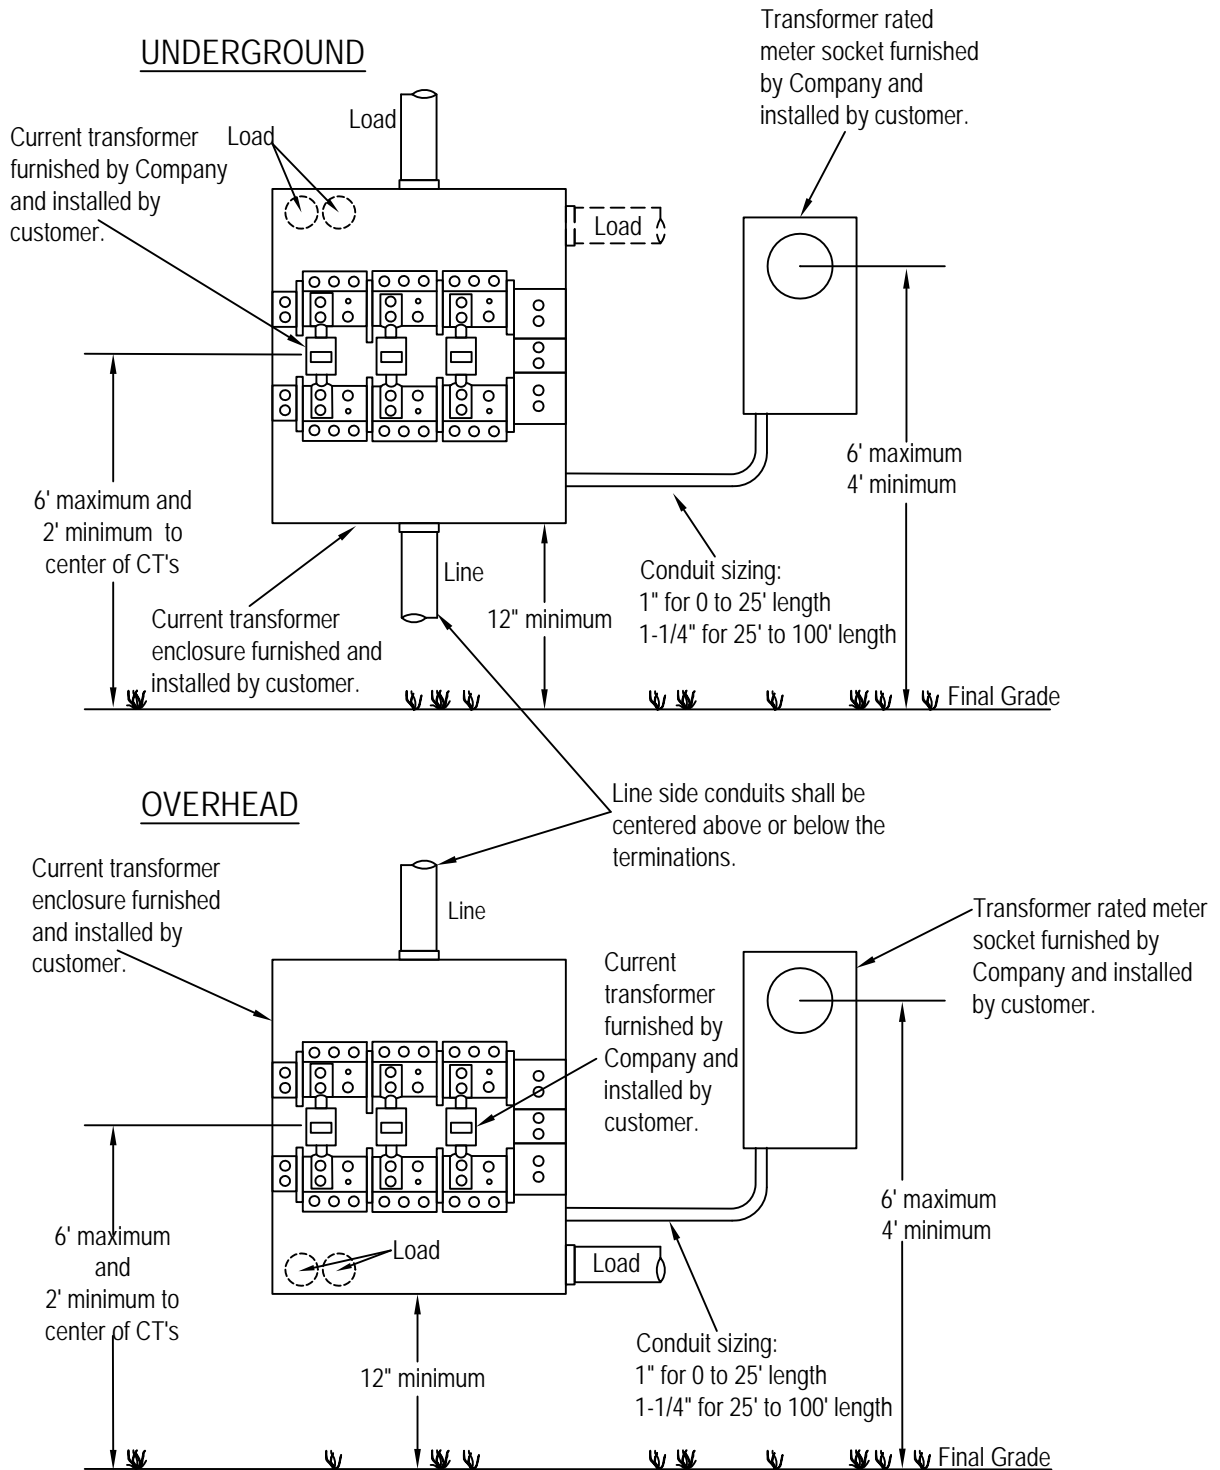 UNDERGROUND
Transformer rated
meter socket furnished
by Company and
installed by customer.
Current transformer
furnished by Company
and installed by
customer.
Load
Load
Load
6' maximum and
2' minimum to
center of CT's
6' maximum
4' minimum
Line
12" minimum
Conduit sizing:
1" for 0 to 25' length
1-1/4" for 25' to 100' length
Current transformer
enclosure furnished and
installed by customer.
Final Grade
Line side conduits shall be
centered above or below the
terminations.
OVERHEAD
Current transformer
enclosure furnished
and installed by
customer.
Line
Current
transformer
furnished by
Company and
installed by
customer.
Transformer rated meter
socket furnished by
Company and installed
by customer.
6' maximum
and
2' minimum to
center of CT's
6' maximum
4' minimum
Load
Load
12" minimum
Conduit sizing:
1" for 0 to 25' length
1-1/4" for 25' to 100' length
Final Grade